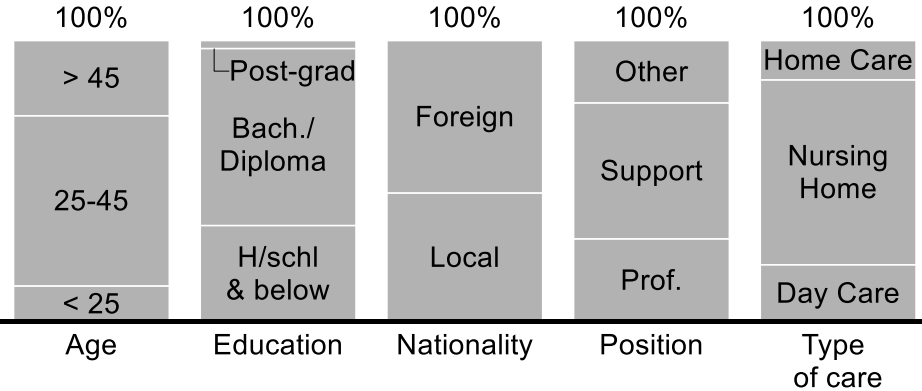 100% 100% 100% 100% 100%
> 45
25-45
< 25
Age
Post-grad
Bach./
Diploma
H/schl
& below
Education
Foreign
Local
Nationality
Other
Support
Prof.
Position
Home Care
Nursing
Home
Day Care
Type
of care